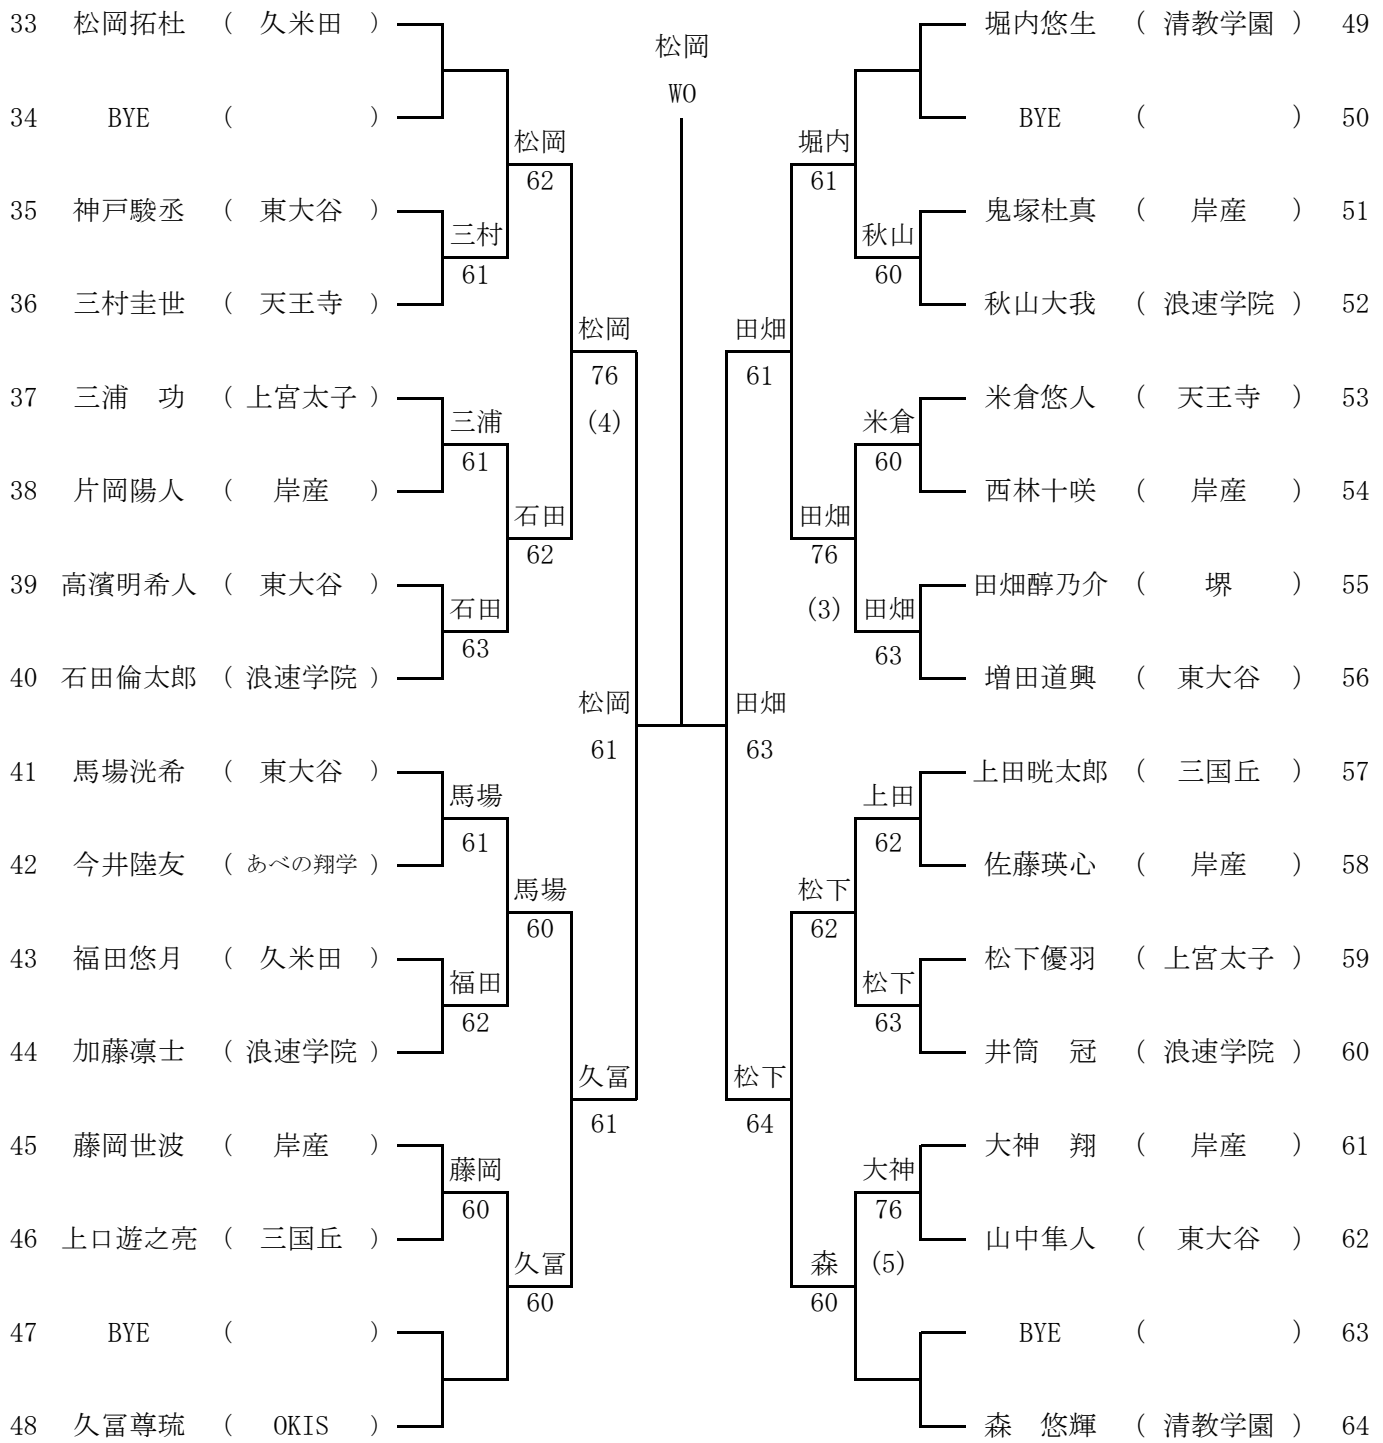 33 松岡拓杜 ( 久米田 )
34 BYE ( )
35 神戸駿丞 ( 東大谷 )
36 三村圭世 ( 天王寺 )
37 三浦 功 ( 上宮太子 )
38 片岡陽人 ( 岸産 )
39 高濱明希人 ( 東大谷 )
40 石田倫太郎 ( 浪速学院 )
41 馬場洸希 ( 東大谷 )
42 今井陸友 ( あべの翔学 )
43 福田悠月 ( 久米田 )
44 加藤凛士 ( 浪速学院 )
45 藤岡世波 ( 岸産 )
46 上口遊之亮 ( 三国丘 )
47 BYE ( )
48 久冨尊琉 ( OKIS )
三村
61
三浦
61
石田
63
馬場
61
福田
62
藤岡
60
松岡
62
石田
62
馬場
60
久冨
60
松岡
76
(4)
久冨
61
松岡
61
松岡
WO
田畑
63
田畑
61
松下
64
堀内
61
田畑
76
(3)
松下
62
森
60
秋山
60
米倉
60
田畑
63
上田
62
松下
63
大神
76
(5)
堀内悠生 ( 清教学園 ) 49
BYE ( ) 50
鬼塚杜真 ( 岸産 ) 51
秋山大我 ( 浪速学院 ) 52
米倉悠人 ( 天王寺 ) 53
西林十咲 ( 岸産 ) 54
田畑醇乃介 ( 堺 ) 55
増田道興 ( 東大谷 ) 56
上田晄太郎 ( 三国丘 ) 57
佐藤瑛心 ( 岸産 ) 58
松下優羽 ( 上宮太子 ) 59
井筒 冠 ( 浪速学院 ) 60
大神 翔 ( 岸産 ) 61
山中隼人 ( 東大谷 ) 62
BYE ( ) 63
森 悠輝 ( 清教学園 ) 64